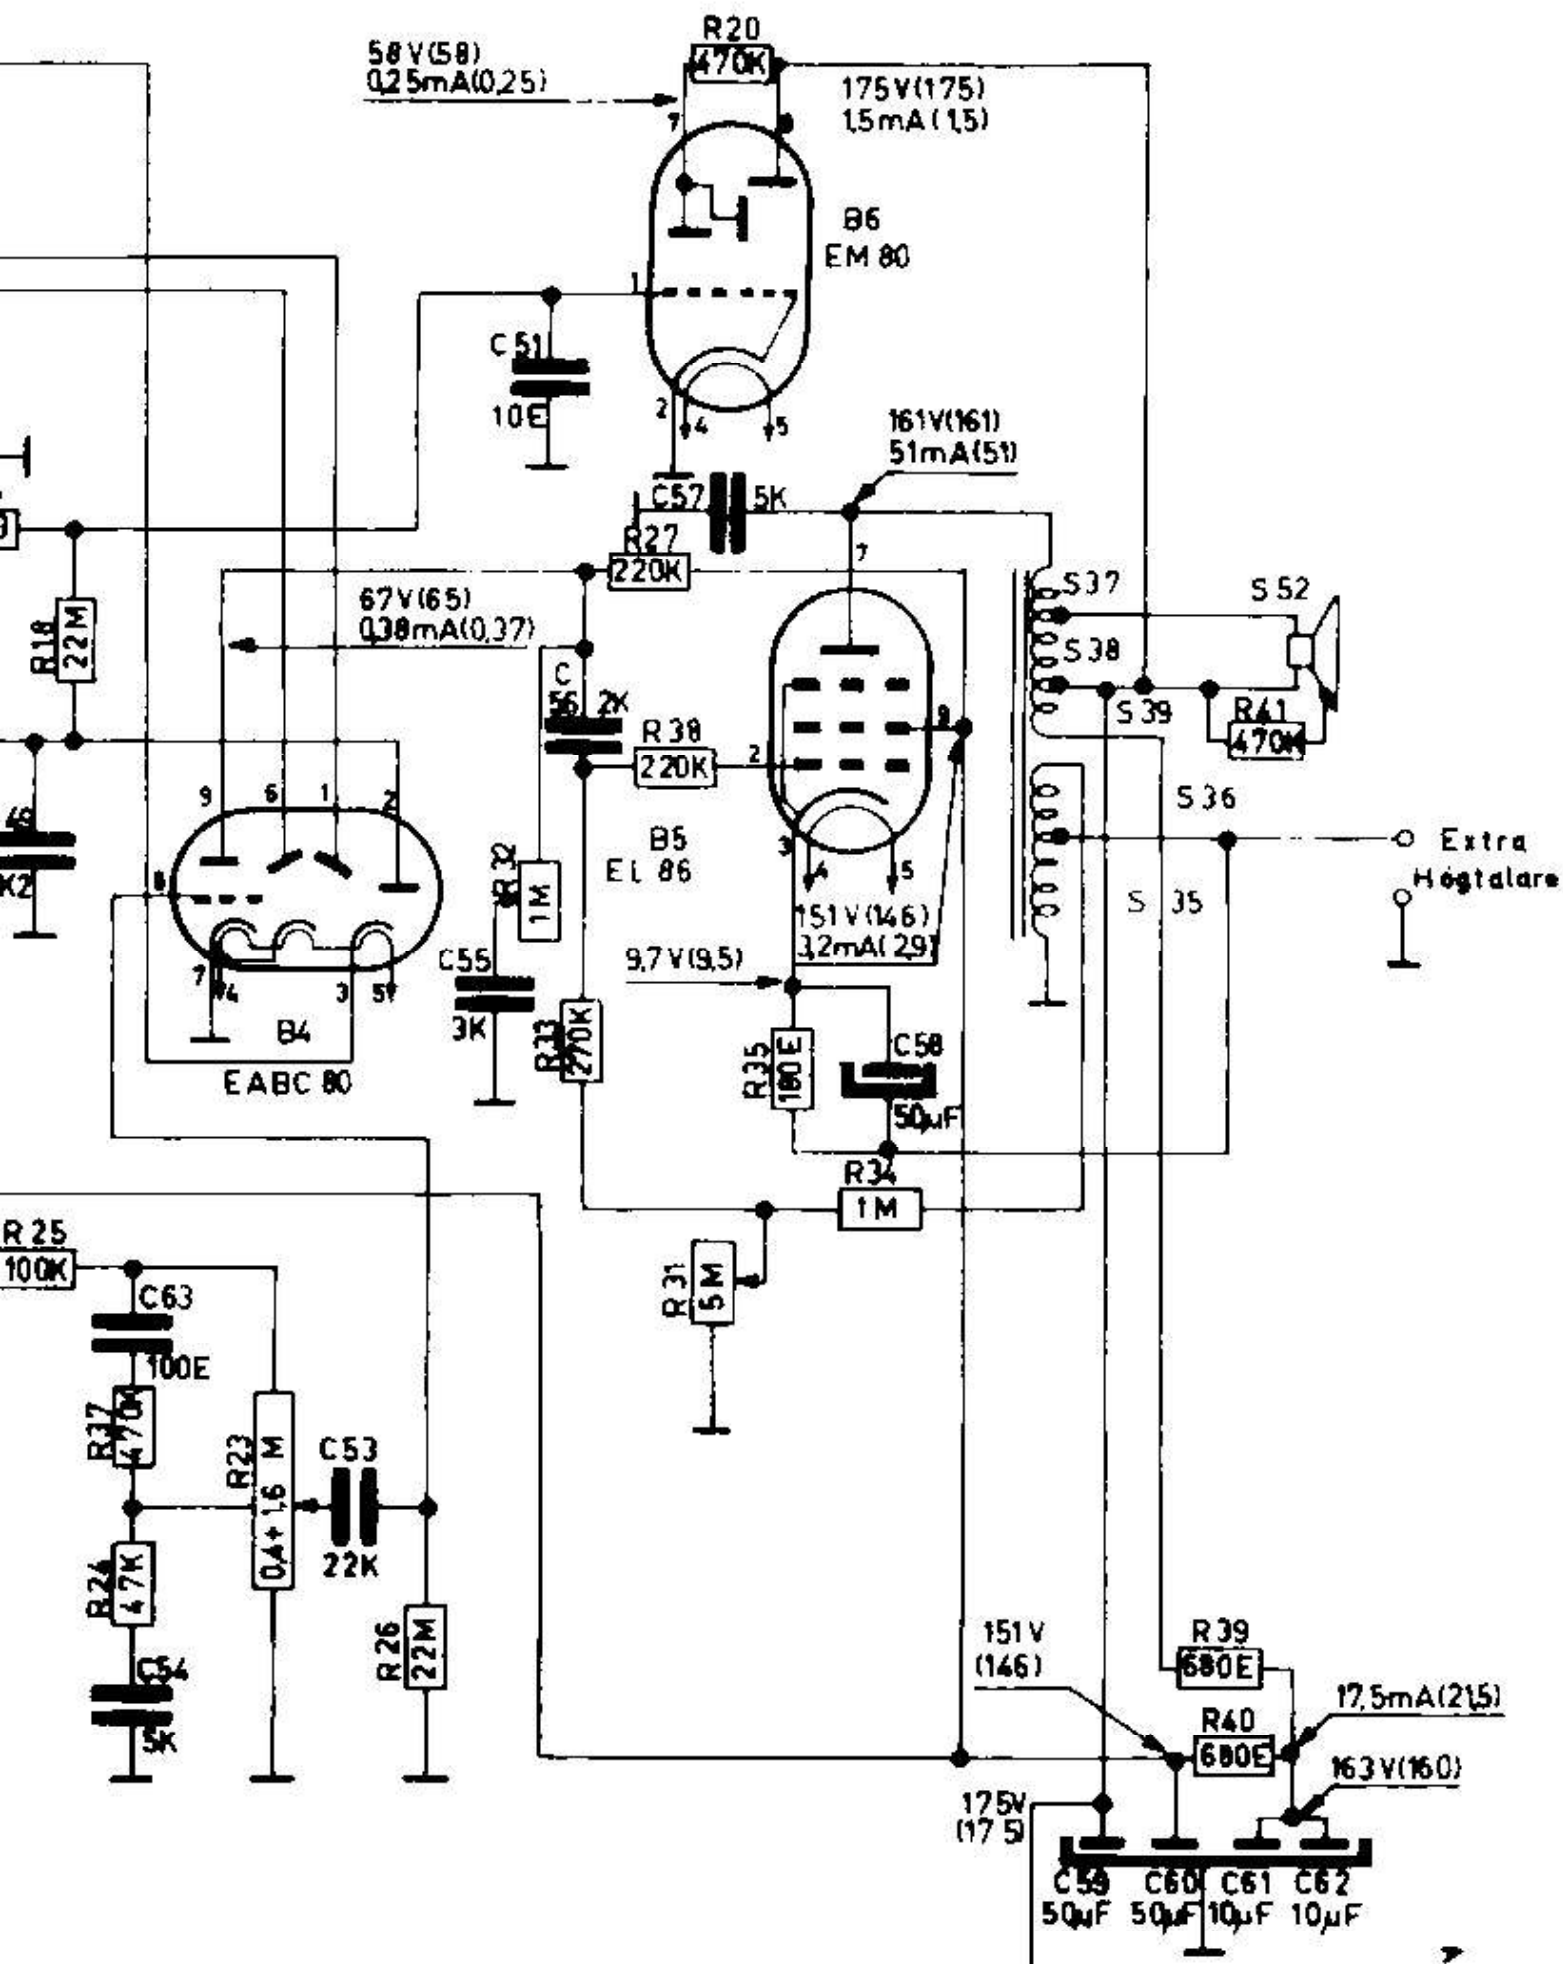 R20
470K
58V(58)
0,25mA(0,25)
175V(175)
1,5mA(1,5)
7
B6
EM 80
1
C51
10E
2
4
5
161V(161)
51mA(51)
C57
5K
R27
220K
7
67V(65)
0,38mA(0,37)
S37
S52
R18
22M
S38
C
56
2K
R38
220K
2
9
S39
R41
470K
9
6
1
2
S36
B5
EL 86
3
4
5
Extra
Högtalare
R32
1M
K2
8
151V(146)
3,2mA(2,9)
S 35
9,7V(9,5)
C55
3K
7
4
3
5
B4
EABC 80
R33
270K
R35
180E
C58
50µF
R34
1M
R 25
100K
C63
100E
R31
5M
R37
470K
R23
0,4+1,6 M
C53
22K
R24
47K
R26
22M
C54
5K
151V
(146)
R39
680E
17,5mA(21,5)
R40
680E
163V(160)
175V
(175)
C59
C60
C61
C62
50µF
50µF
10µF
10µF